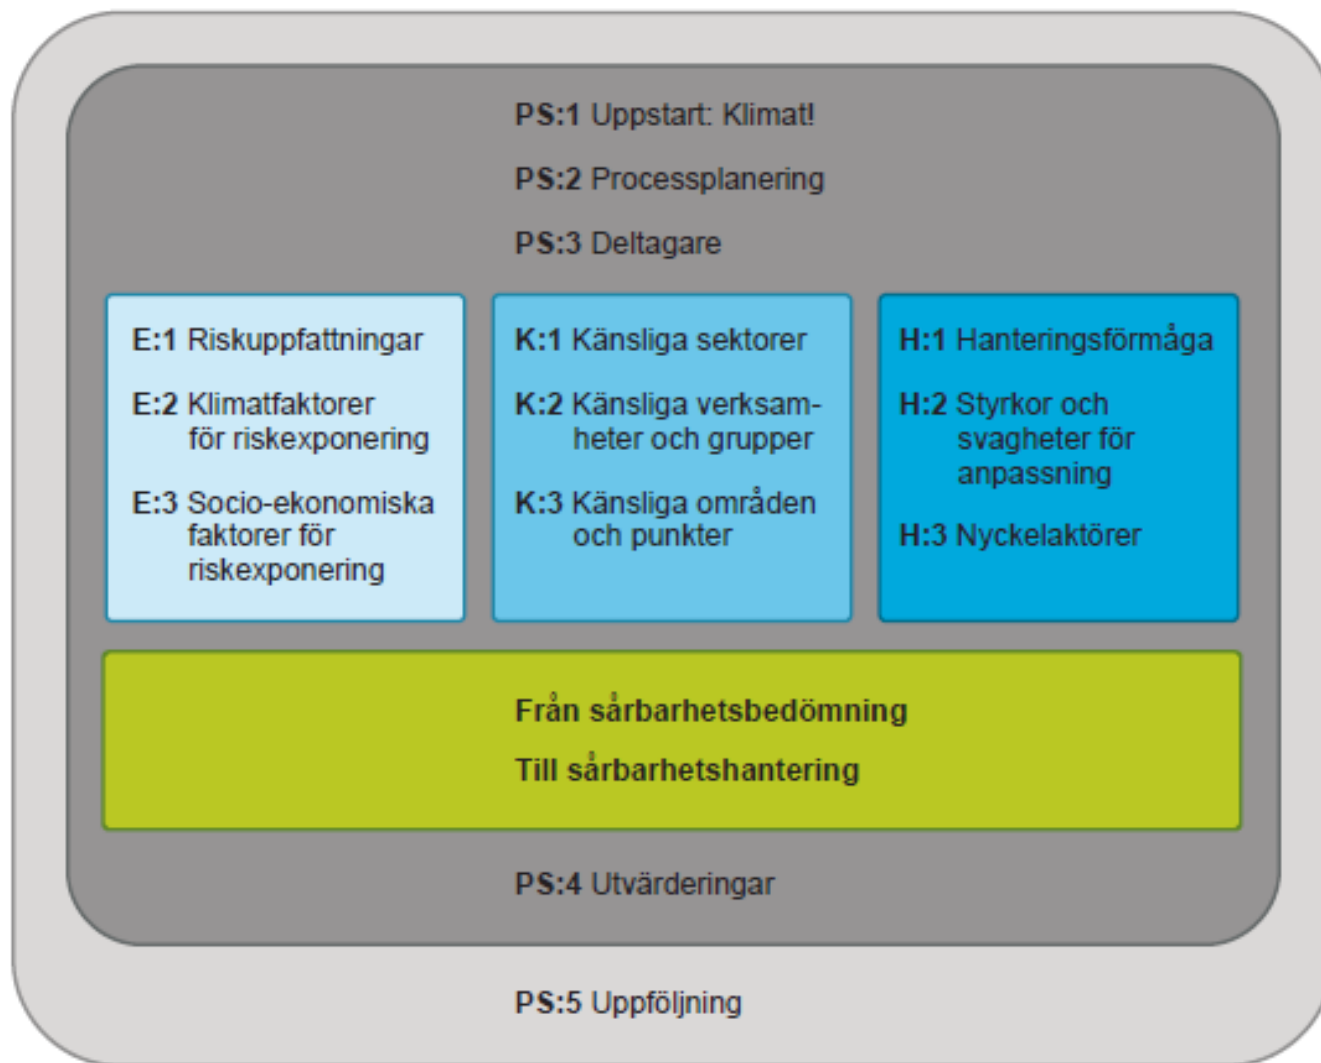 PS:1 Uppstart: Klimat!
PS:2 Processplanering
PS:3 Deltagare
E:1 Riskuppfattningar
E:2 Klimatfaktorer
för riskexponering
E:3 Socio-ekonomiska
faktorer för
riskexponering
K:1 Känsliga sektorer
K:2 Känsliga verksam-
heter och grupper
K:3 Känsliga områden
och punkter
H:1 Hanteringsförmåga
H:2 Styrkor och
svagheter för
anpassning
H:3 Nyckelaktörer
Från sårbarhetsbedömning
Till sårbarhetshantering
PS:4 Utvärderingar
PS:5 Uppföljning